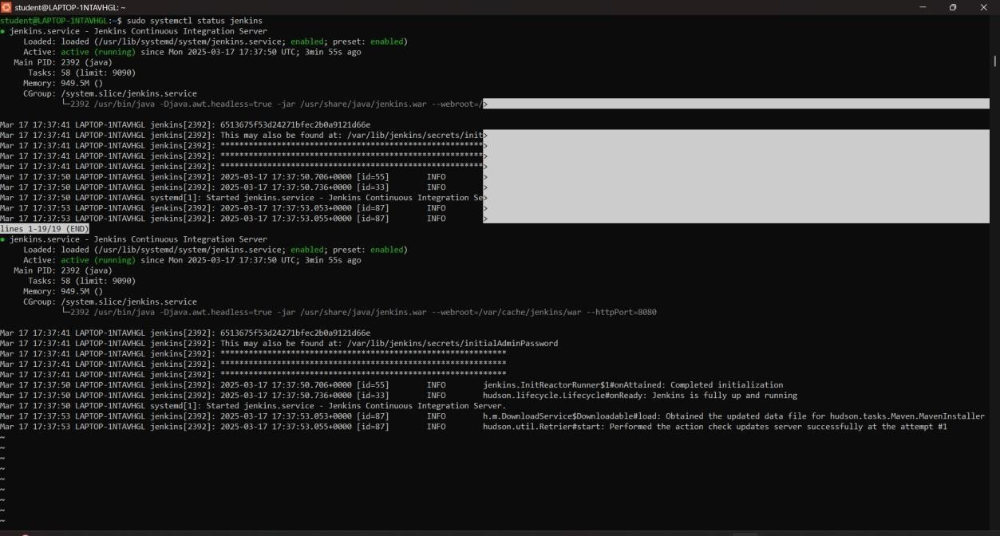 student@LAPTOP-1NTAVHGL: ~
student@LAPTOP-1NTAVHGL:~$ sudo systemctl status jenkins
● jenkins.service - Jenkins Continuous Integration Server
     Loaded: loaded (/usr/lib/systemd/system/jenkins.service; enabled; preset: enabled)
     Active: active (running) since Mon 2025-03-17 17:37:50 UTC; 3min 55s ago
   Main PID: 2392 (java)
      Tasks: 58 (limit: 9090)
     Memory: 949.5M ()
     CGroup: /system.slice/jenkins.service
             └─2392 /usr/bin/java -Djava.awt.headless=true -jar /usr/share/java/jenkins.war --webroot=/>

Mar 17 17:37:41 LAPTOP-1NTAVHGL jenkins[2392]: 6513675f53d24271bfec2b0a9121d66e
Mar 17 17:37:41 LAPTOP-1NTAVHGL jenkins[2392]: This may also be found at: /var/lib/jenkins/secrets/init>
Mar 17 17:37:41 LAPTOP-1NTAVHGL jenkins[2392]: ********************************************************>
Mar 17 17:37:41 LAPTOP-1NTAVHGL jenkins[2392]: ********************************************************>
Mar 17 17:37:41 LAPTOP-1NTAVHGL jenkins[2392]: ********************************************************>
Mar 17 17:37:50 LAPTOP-1NTAVHGL jenkins[2392]: 2025-03-17 17:37:50.706+0000 [id=55]        INFO        >
Mar 17 17:37:50 LAPTOP-1NTAVHGL jenkins[2392]: 2025-03-17 17:37:50.736+0000 [id=33]        INFO        >
Mar 17 17:37:50 LAPTOP-1NTAVHGL systemd[1]: Started jenkins.service - Jenkins Continuous Integration Se>
Mar 17 17:37:53 LAPTOP-1NTAVHGL jenkins[2392]: 2025-03-17 17:37:53.053+0000 [id=87]        INFO        >
Mar 17 17:37:53 LAPTOP-1NTAVHGL jenkins[2392]: 2025-03-17 17:37:53.055+0000 [id=87]        INFO        >
lines 1-19/19 (END)
● jenkins.service - Jenkins Continuous Integration Server
     Loaded: loaded (/usr/lib/systemd/system/jenkins.service; enabled; preset: enabled)
     Active: active (running) since Mon 2025-03-17 17:37:50 UTC; 3min 55s ago
   Main PID: 2392 (java)
      Tasks: 58 (limit: 9090)
     Memory: 949.5M ()
     CGroup: /system.slice/jenkins.service
             └─2392 /usr/bin/java -Djava.awt.headless=true -jar /usr/share/java/jenkins.war --webroot=/var/cache/jenkins/war --httpPort=8080

Mar 17 17:37:41 LAPTOP-1NTAVHGL jenkins[2392]: 6513675f53d24271bfec2b0a9121d66e
Mar 17 17:37:41 LAPTOP-1NTAVHGL jenkins[2392]: This may also be found at: /var/lib/jenkins/secrets/initialAdminPassword
Mar 17 17:37:41 LAPTOP-1NTAVHGL jenkins[2392]: *************************************************************
Mar 17 17:37:41 LAPTOP-1NTAVHGL jenkins[2392]: *************************************************************
Mar 17 17:37:41 LAPTOP-1NTAVHGL jenkins[2392]: *************************************************************
Mar 17 17:37:50 LAPTOP-1NTAVHGL jenkins[2392]: 2025-03-17 17:37:50.706+0000 [id=55]        INFO        jenkins.InitReactorRunner$1#onAttained: Completed initialization
Mar 17 17:37:50 LAPTOP-1NTAVHGL jenkins[2392]: 2025-03-17 17:37:50.736+0000 [id=33]        INFO        hudson.lifecycle.Lifecycle#onReady: Jenkins is fully up and running
Mar 17 17:37:50 LAPTOP-1NTAVHGL systemd[1]: Started jenkins.service - Jenkins Continuous Integration Server.
Mar 17 17:37:53 LAPTOP-1NTAVHGL jenkins[2392]: 2025-03-17 17:37:53.053+0000 [id=87]        INFO        h.m.DownloadService$Downloadable#load: Obtained the updated data file for hudson.tasks.Maven.MavenInstaller
Mar 17 17:37:53 LAPTOP-1NTAVHGL jenkins[2392]: 2025-03-17 17:37:53.055+0000 [id=87]        INFO        hudson.util.Retrier#start: Performed the action check updates server successfully at the attempt #1
~
~
~
~
~
~
~
~
~